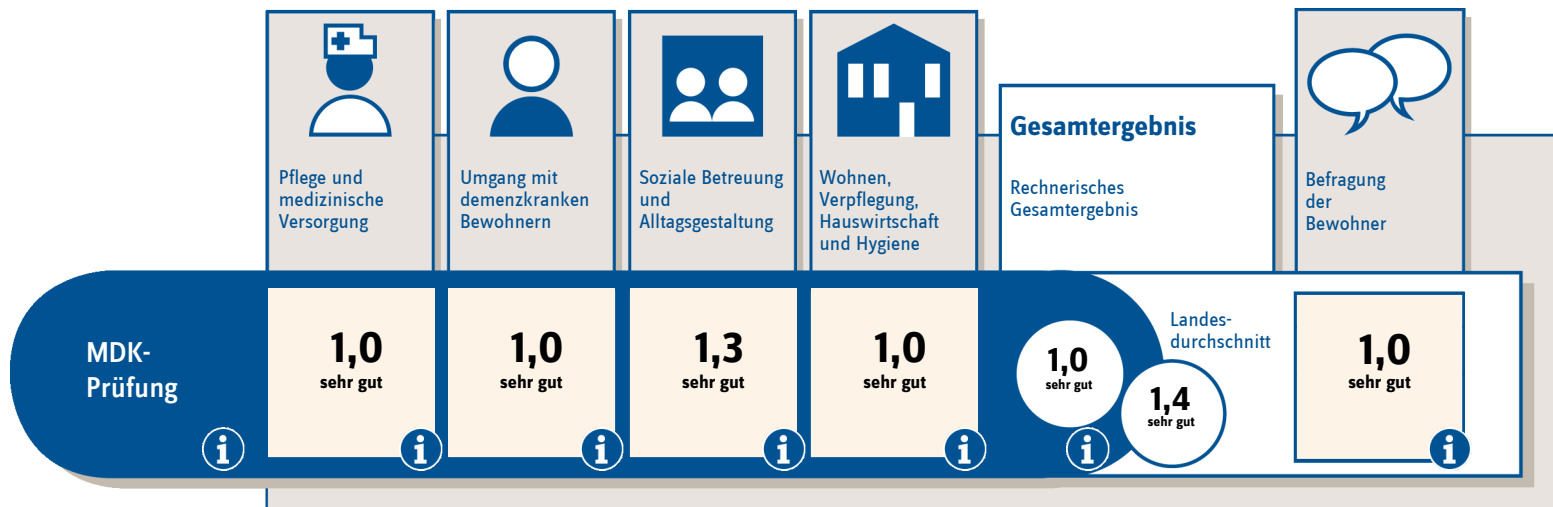 Pflege und
medizinische
Versorgung
Umgang mit
demenzkranken
Bewohnern
Soziale Betreuung
und
Alltagsgestaltung
Wohnen,
Verpflegung,
Hauswirtschaft
und Hygiene
Gesamtergebnis
Rechnerisches
Gesamtergebnis
Befragung
der
Bewohner
MDK-
Prüfung
i
1,0
sehr gut
i
1,0
sehr gut
i
1,3
sehr gut
i
1,0
sehr gut
i
1,0
sehr gut
i
Landes-
durchschnitt
1,4
sehr gut
1,0
sehr gut
i